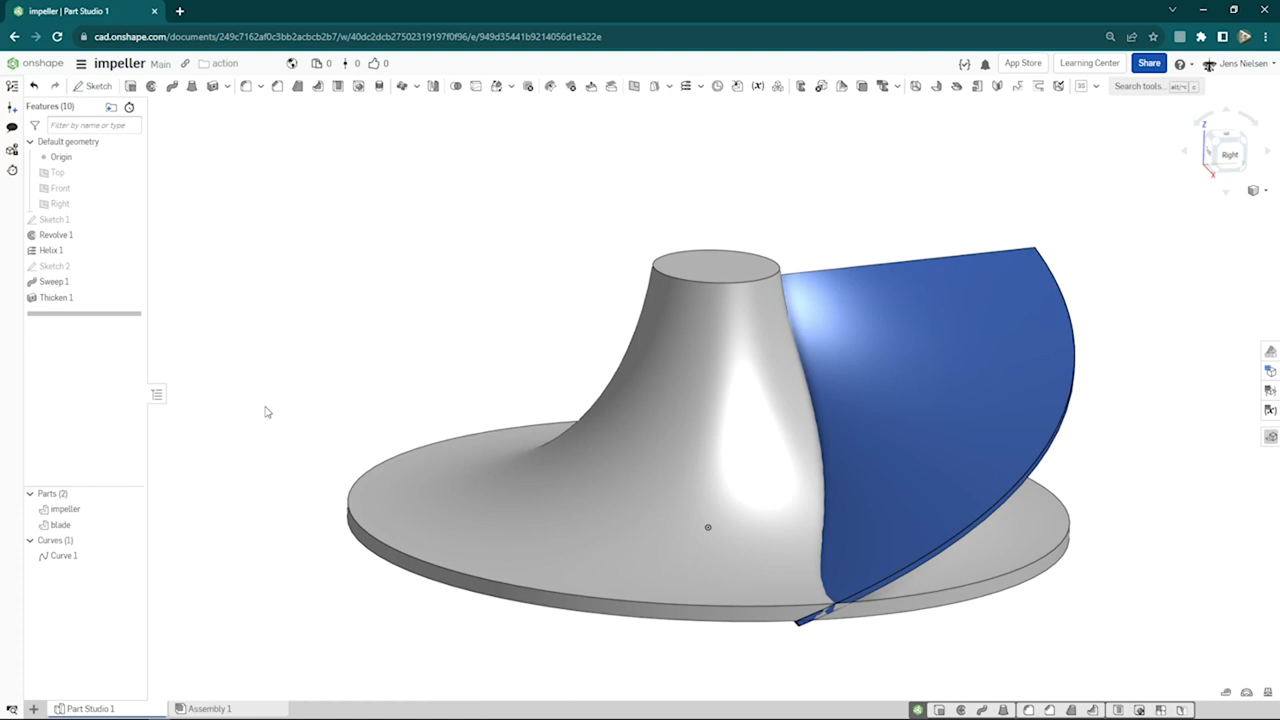 impeller | Part Studio 1
cad.onshape.com/documents/249c7162af0c3bb2acbcb2b7/w/40dc2dcb27502319197f0f96/e/949d35441b9214056d1e322e
onshape impeller Main action 0 0 0 App Store Learning Center Share Jens Nielsen
Sketch Search tools... alt/⌥ c
Features (10)
Filter by name or type
Default geometry
Origin
Top
Front
Right
Sketch 1
Revolve 1
Helix 1
Sketch 2
Sweep 1
Thicken 1
Z
Right
X
Parts (2)
impeller
blade
Curves (1)
Curve 1
Part Studio 1 Assembly 1